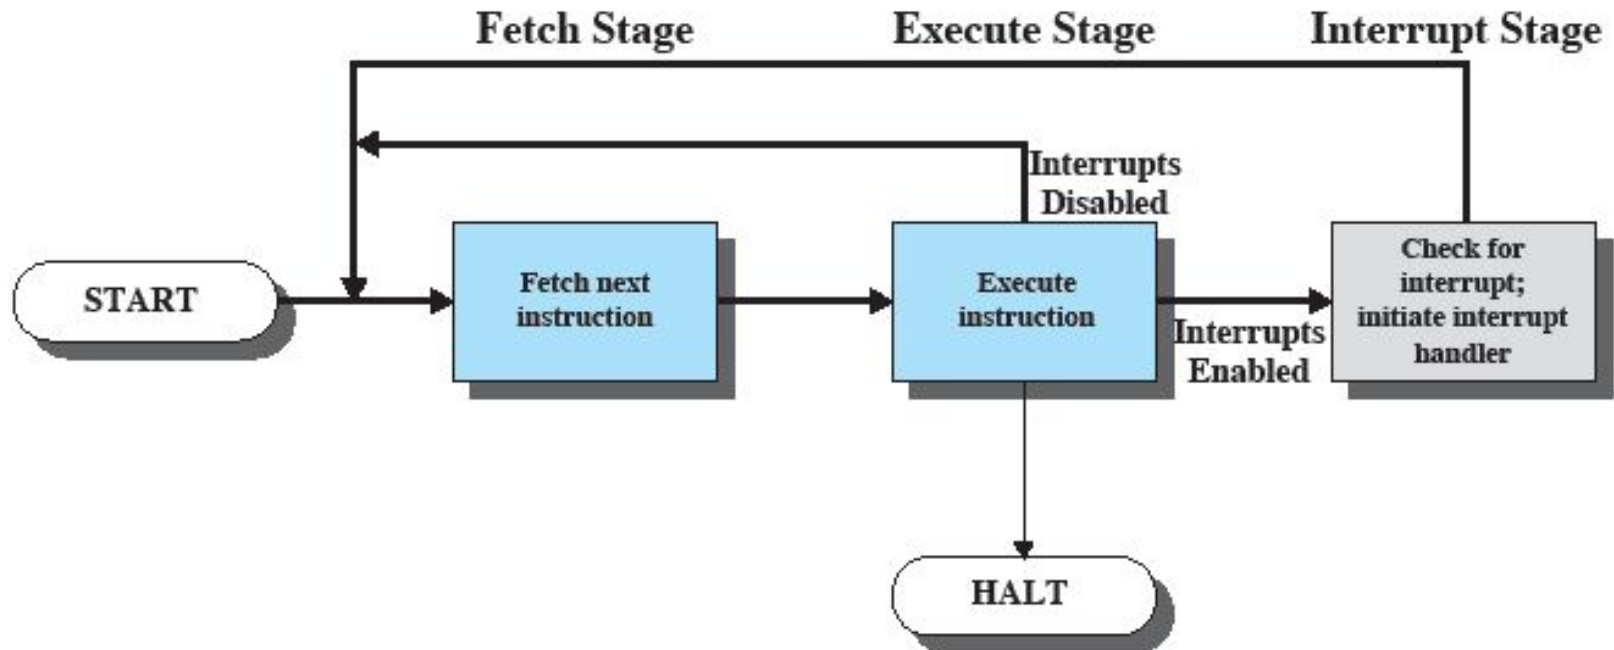 Fetch Stage
Execute Stage
Interrupt Stage
Interrupts
Disabled
START
Fetch next
instruction
Execute
instruction
Interrupts
Enabled
Check for
interrupt;
initiate interrupt
handler
HALT